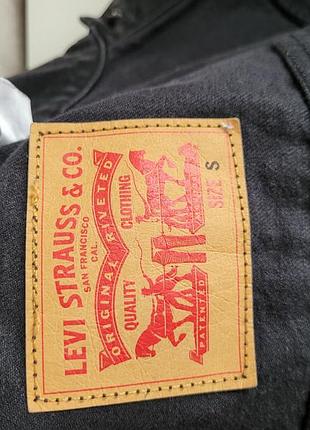 LEVI STRAUSS & CO.
SAN FRANCISCO
CAL.
ORIGINAL RIVETED
QUALITY CLOTHING
PATENTED
SIZE S